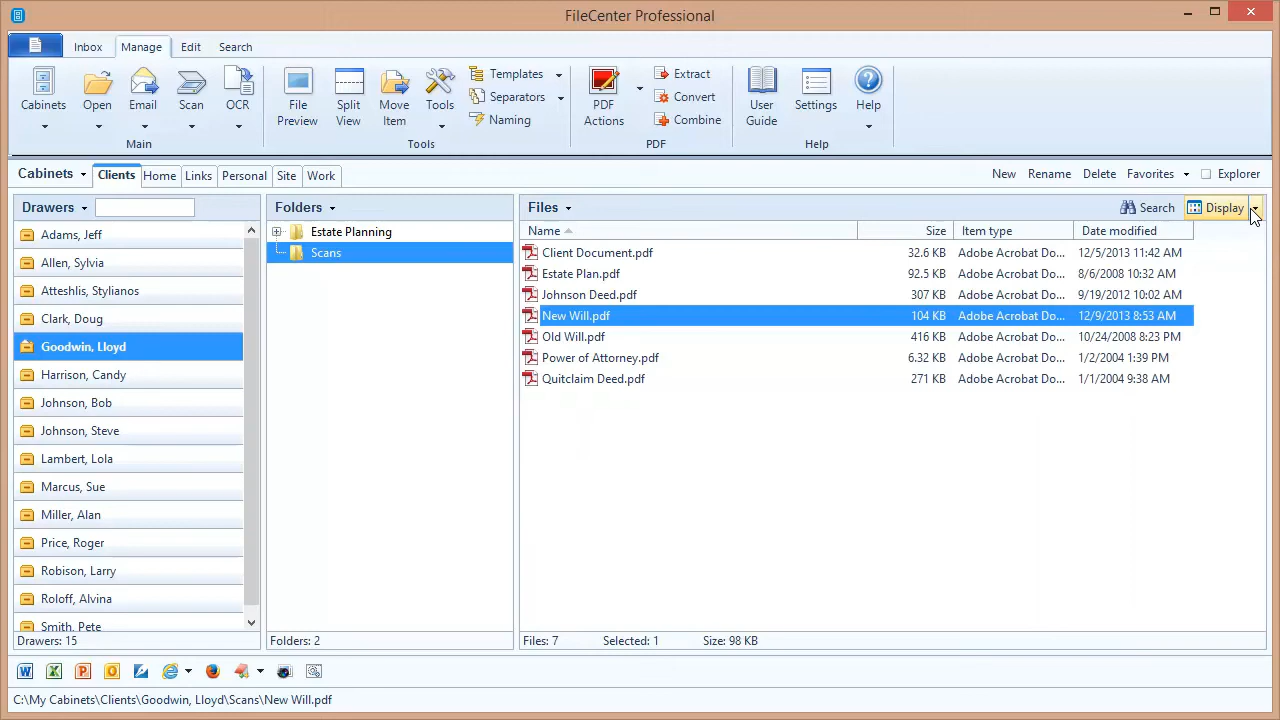 FileCenter Professional
Inbox Manage Edit Search
Cabinets Open Email Scan OCR
Main
File Preview Split View Move Item Tools
Templates
Separators
Naming
Tools
PDF Actions
Extract
Convert
Combine
PDF
User Guide Settings Help
Help
Cabinets Clients Home Links Personal Site Work
New Rename Delete Favorites Explorer
Drawers
Adams, Jeff
Allen, Sylvia
Atteshlis, Stylianos
Clark, Doug
Goodwin, Lloyd
Harrison, Candy
Johnson, Bob
Johnson, Steve
Lambert, Lola
Marcus, Sue
Miller, Alan
Price, Roger
Robison, Larry
Roloff, Alvina
Smith, Pete
Drawers: 15
Folders
Estate Planning
Scans
Folders: 2
Files Search Display
Name Size Item type Date modified
Client Document.pdf 32.6 KB Adobe Acrobat Do... 12/5/2013 11:42 AM
Estate Plan.pdf 92.5 KB Adobe Acrobat Do... 8/6/2008 10:32 AM
Johnson Deed.pdf 307 KB Adobe Acrobat Do... 9/19/2012 10:02 AM
New Will.pdf 104 KB Adobe Acrobat Do... 12/9/2013 8:53 AM
Old Will.pdf 416 KB Adobe Acrobat Do... 10/24/2008 8:23 PM
Power of Attorney.pdf 6.32 KB Adobe Acrobat Do... 1/2/2004 1:39 PM
Quitclaim Deed.pdf 271 KB Adobe Acrobat Do... 1/1/2004 9:38 AM
Files: 7 Selected: 1 Size: 98 KB
C:\My Cabinets\Clients\Goodwin, Lloyd\Scans\New Will.pdf